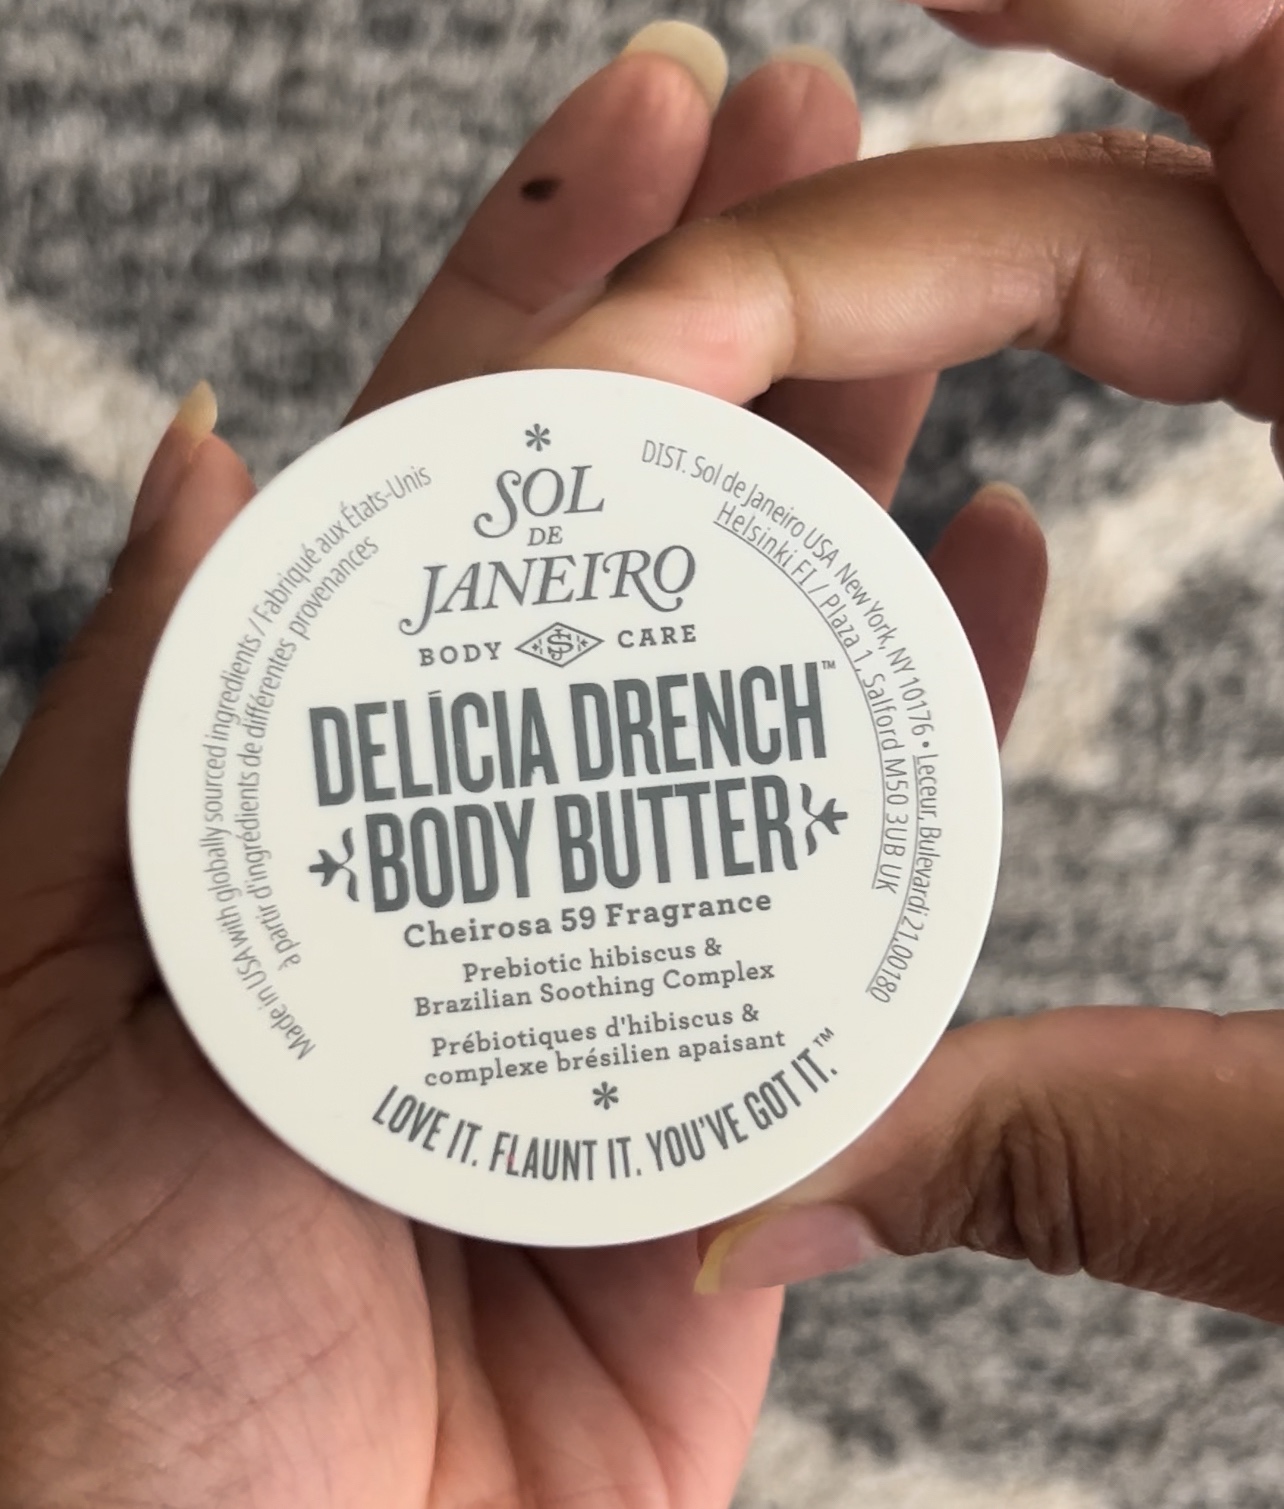 SOL
DE
JANEIRO
BODY CARE
DELÍCIA DRENCH™
BODY BUTTER
Cheirosa 59 Fragrance
Prebiotic hibiscus &
Brazilian Soothing Complex
Prébiotiques d'hibiscus &
complexe brésilien apaisant
LOVE IT. FLAUNT IT. YOU'VE GOT IT.™
Made in USA with globally sourced ingredients / Fabriqué aux États-Unis
à partir d'ingrédients de différentes provenances
DIST. Sol de Janeiro USA New York, NY 10176 • Leceur, Bulevardi 21,00180
Helsinki FI / Plaza 1, Salford M50 3UB UK